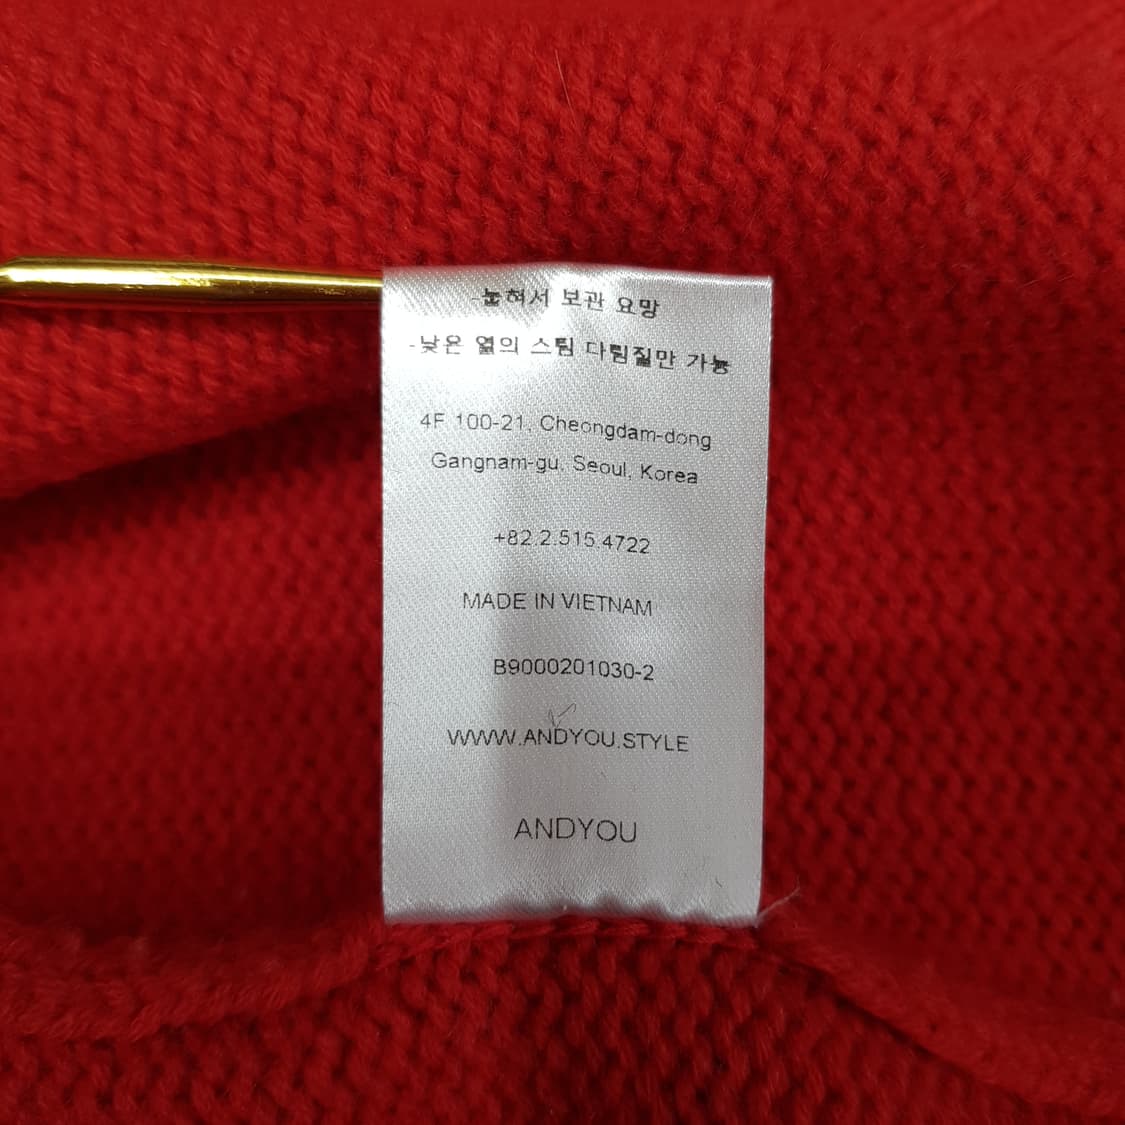 -눕혀서 보관 요망
-낮은 열의 스팀 다림질만 가능
4F 100-21, Cheongdam-dong
Gangnam-gu, Seoul, Korea
+82.2.515.4722
MADE IN VIETNAM
B9000201030-2
WWW.ANDYOU.STYLE
ANDYOU